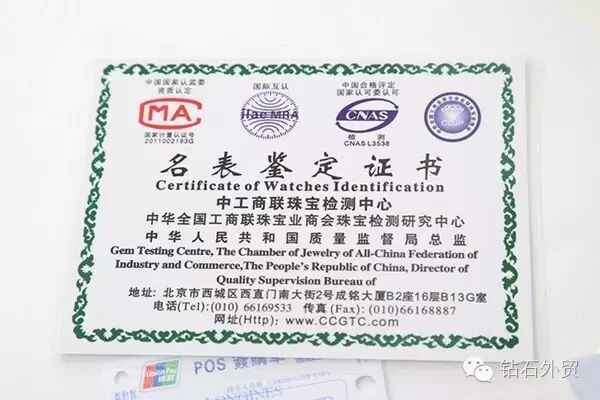 中国国家认监委
资质认定
国际互认
中国合格评定
国家认可委认可
MA
ilac-MRA
CNAS
国家计量认证号
2011002193G
检测
CNAS L3538
名表鉴定证书
Certificate of Watches Identification
中工商联珠宝检测中心
中华全国工商联珠宝业商会珠宝检测研究中心
中华人民共和国质量监督局总监
Gem Testing Centre, The Chamber of Jewelry of All-China Federation of
Industry and Commerce,The People's Republic of China, Director of
Quality Supervision Bureau of
地址: 北京市西城区西直门南大街2号成铭大厦B2座16层B13G室
电话(Tel):(010) 66169533 传真(Fax): (010)66168887
网址(Http): www.CCGTC.com
UnionPay
银联
POS
LONGINES
钻石外贸